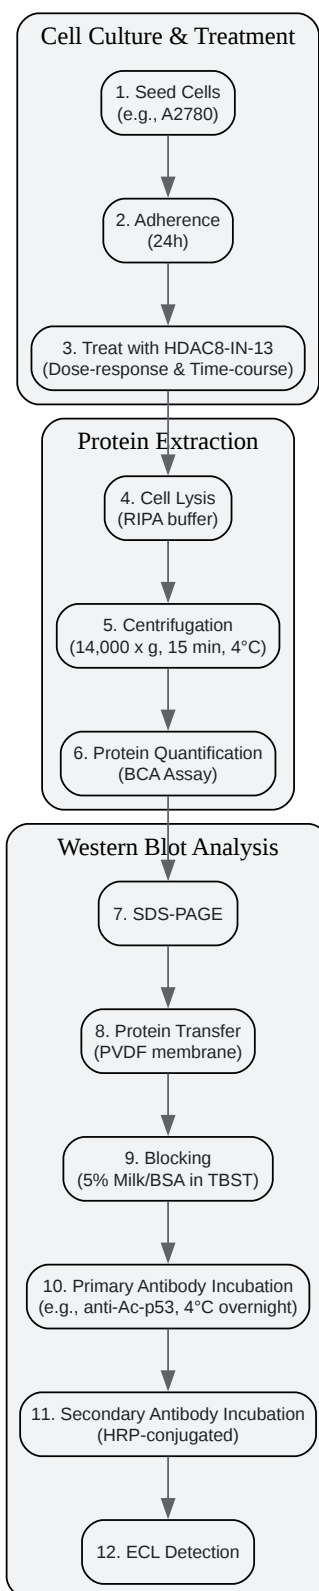 Cell Culture & Treatment
1. Seed Cells
(e.g., A2780)
2. Adherence
(24h)
3. Treat with HDAC8-IN-13
(Dose-response & Time-course)
Protein Extraction
4. Cell Lysis
(RIPA buffer)
5. Centrifugation
(14,000 x g, 15 min, 4°C)
6. Protein Quantification
(BCA Assay)
Western Blot Analysis
7. SDS-PAGE
8. Protein Transfer
(PVDF membrane)
9. Blocking
(5% Milk/BSA in TBST)
10. Primary Antibody Incubation
(e.g., anti-Ac-p53, 4°C overnight)
11. Secondary Antibody Incubation
(HRP-conjugated)
12. ECL Detection